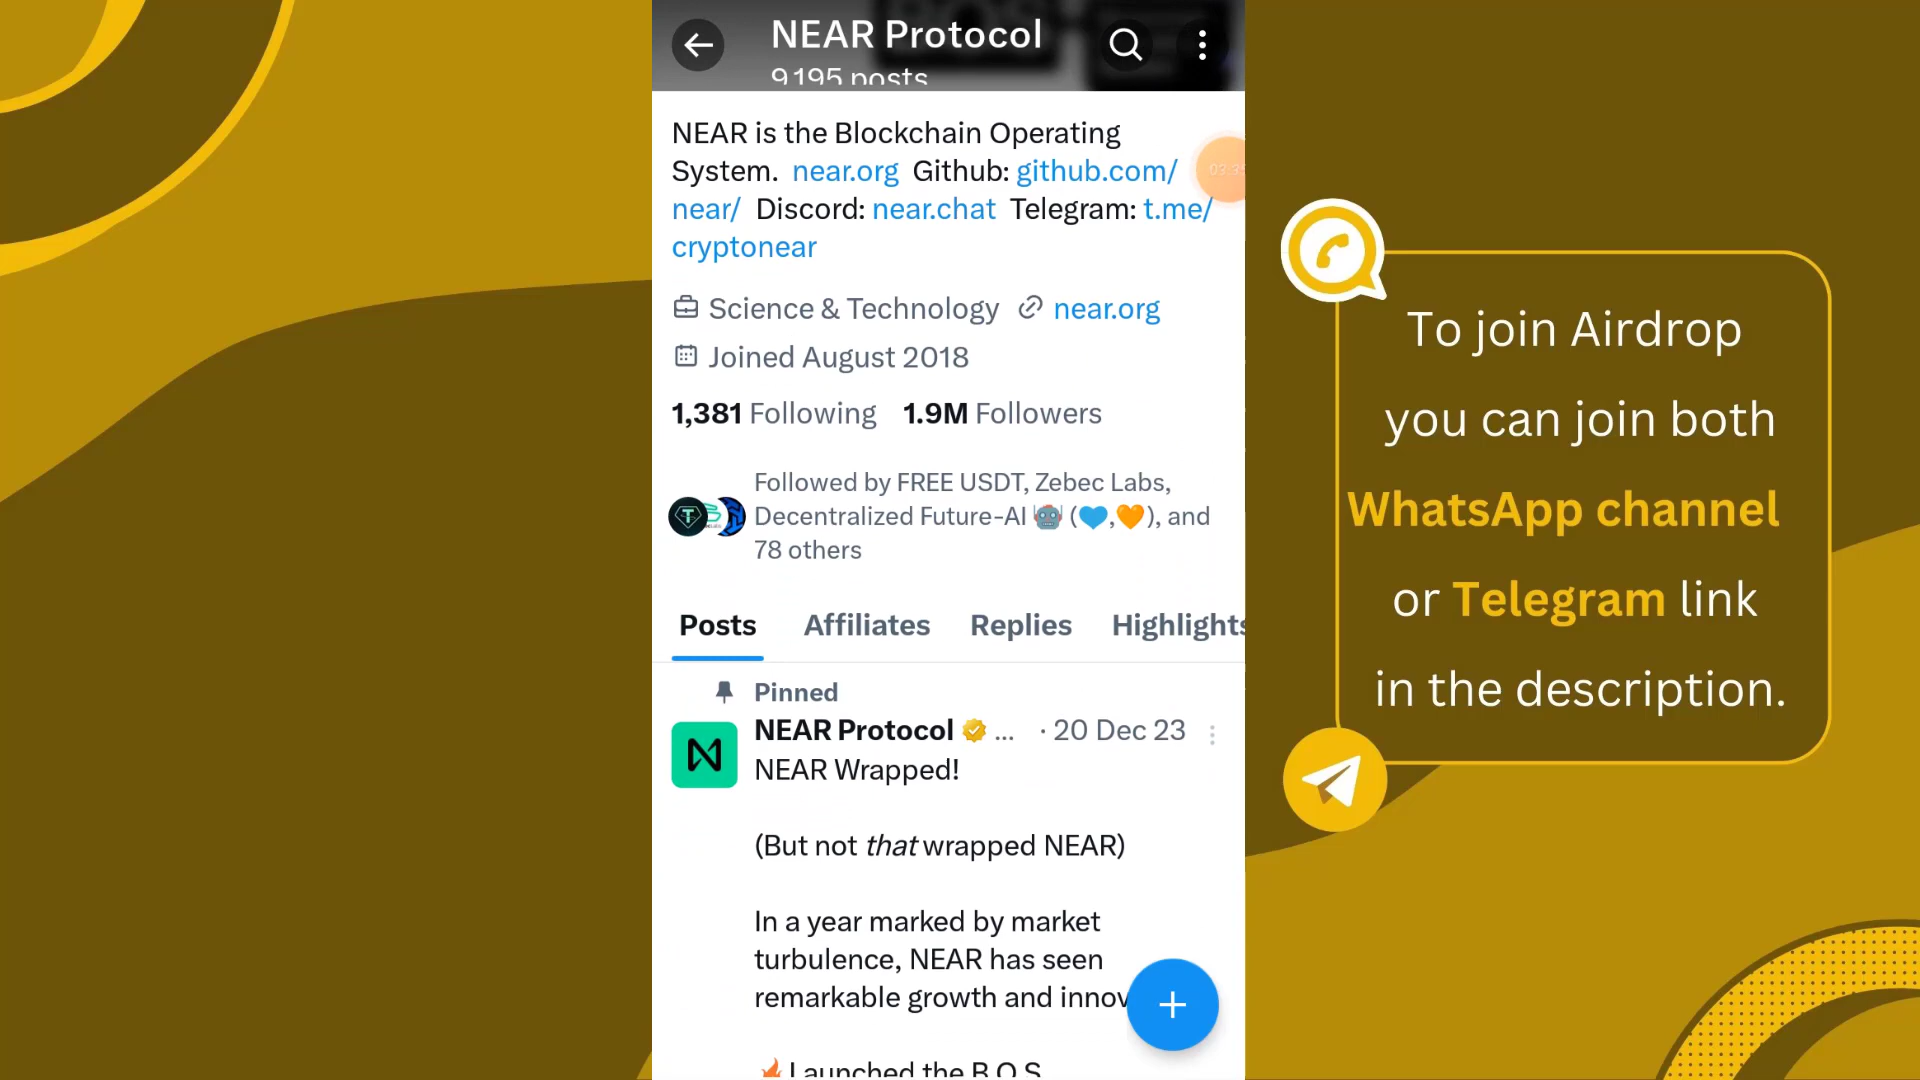 NEAR Protocol
9195 posts
NEAR is the Blockchain Operating
System. near.org Github: github.com/
near/ Discord: near.chat Telegram: t.me/
cryptonear
Science & Technology near.org
Joined August 2018
1,381 Following 1.9M Followers
Followed by FREE USDT, Zebec Labs,
Decentralized Future-AI 🤖 (💙,🧡), and
78 others
Posts Affiliates Replies Highlights
Pinned
NEAR Protocol ... · 20 Dec 23
NEAR Wrapped!
(But not that wrapped NEAR)
In a year marked by market
turbulence, NEAR has seen
remarkable growth and innov
🔥 Launched the B.O.S
To join Airdrop
you can join both
WhatsApp channel
or Telegram link
in the description.